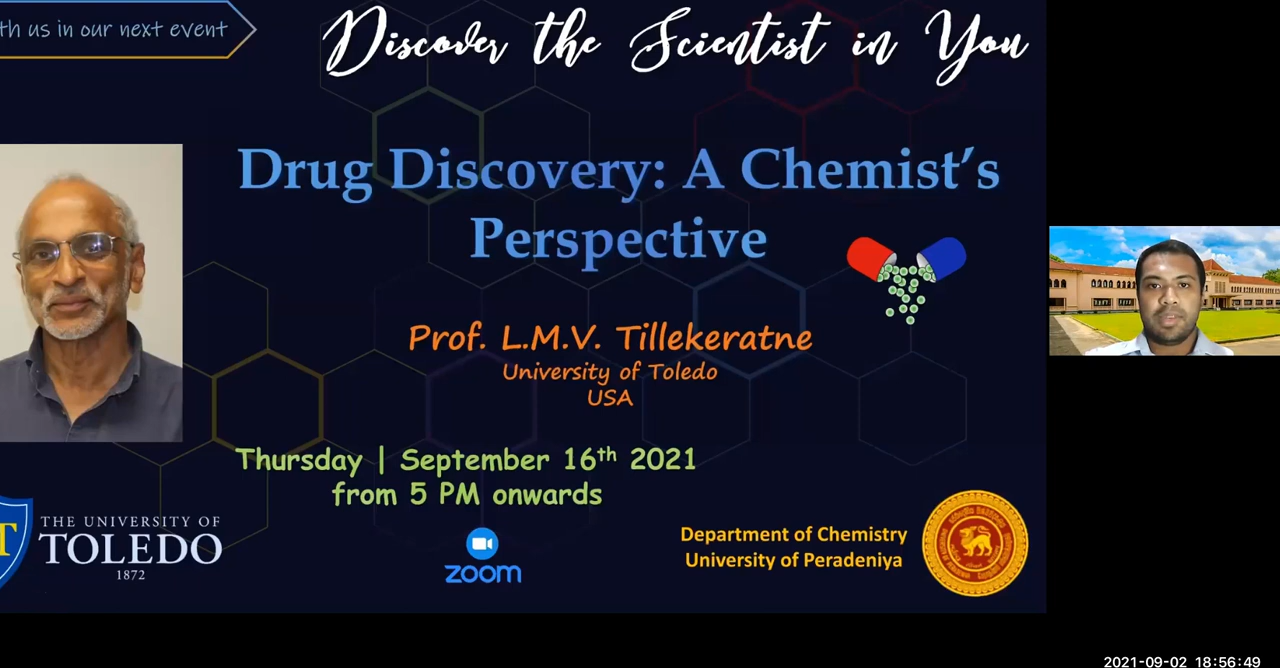 th us in our next event
Discover the Scientist in You
Drug Discovery: A Chemist's
Perspective
Prof. L.M.V. Tillekeratne
University of Toledo
USA
Thursday | September 16th 2021
from 5 PM onwards
T
THE UNIVERSITY OF
TOLEDO
1872
zoom
Department of Chemistry
University of Peradeniya
2021-09-02 18:56:49